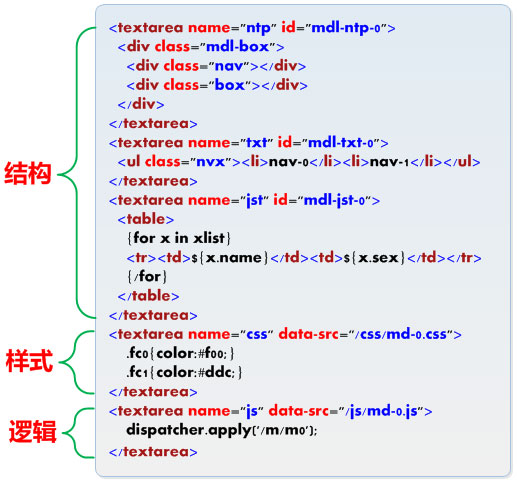 <textarea name="ntp" id="mdl-ntp-0">
<div class="mdl-box">
<div class="nav"></div>
<div class="box"></div>
</div>
</textarea>
<textarea name="txt" id="mdl-txt-0">
<ul class="nvx"><li>nav-0</li><li>nav-1</li></ul>
</textarea>
结构
<textarea name="jst" id="mdl-jst-0">
<table>
{for x in xlist}
<tr><td>${x.name}</td><td>${x.sex}</td></tr>
{/for}
</table>
</textarea>
<textarea name="css" data-src="/css/md-0.css">
样式
.fc0{color:#f00;}
.fc1{color:#ddc;}
</textarea>
<textarea name="js" data-src="/js/md-0.js">
逻辑
dispatcher.apply('/m/m0');
</textarea>